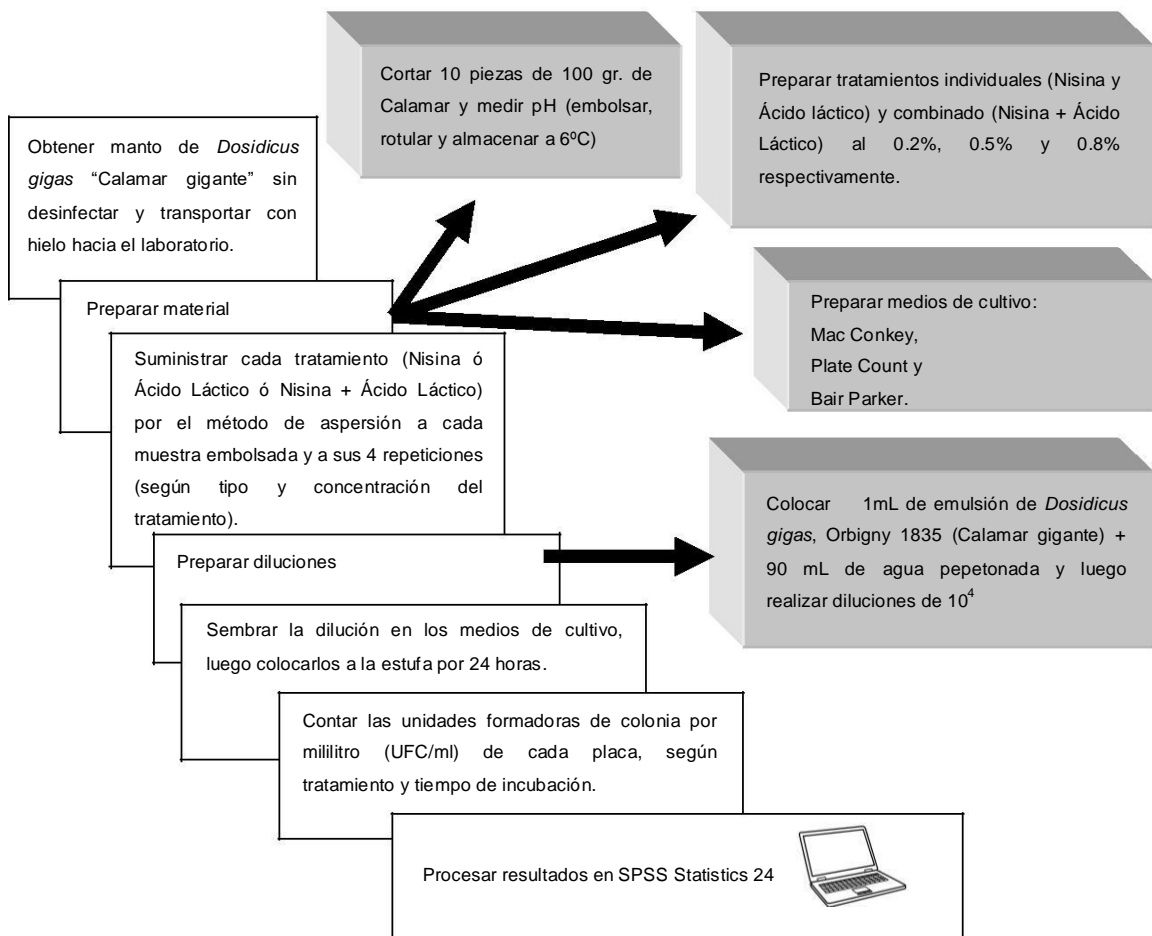 Obtener manto de Dosidicus
gigas “Calamar gigante” sin
desinfectar y transportar con
hielo hacia el laboratorio.
Preparar material
Cortar 10 piezas de 100 gr. de
Calamar y medir pH (embolsar,
rotular y almacenar a 6ºC)
Preparar tratamientos individuales (Nisina y
Ácido láctico) y combinado (Nisina + Ácido
Láctico) al 0.2%, 0.5% y 0.8%
respectivamente.
Preparar medios de cultivo:
Mac Conkey,
Plate Count y
Bair Parker.
Suministrar cada tratamiento (Nisina ó
Ácido Láctico ó Nisina + Ácido Láctico)
por el método de aspersión a cada
muestra embolsada y a sus 4 repeticiones
(según tipo y concentración del
tratamiento).
Preparar diluciones
Colocar 1mL de emulsión de Dosidicus
gigas, Orbigny 1835 (Calamar gigante) +
90 mL de agua pepetonada y luego
realizar diluciones de 10⁴
Sembrar la dilución en los medios de cultivo,
luego colocarlos a la estufa por 24 horas.
Contar las unidades formadoras de colonia por
mililitro (UFC/ml) de cada placa, según
tratamiento y tiempo de incubación.
Procesar resultados en SPSS Statistics 24